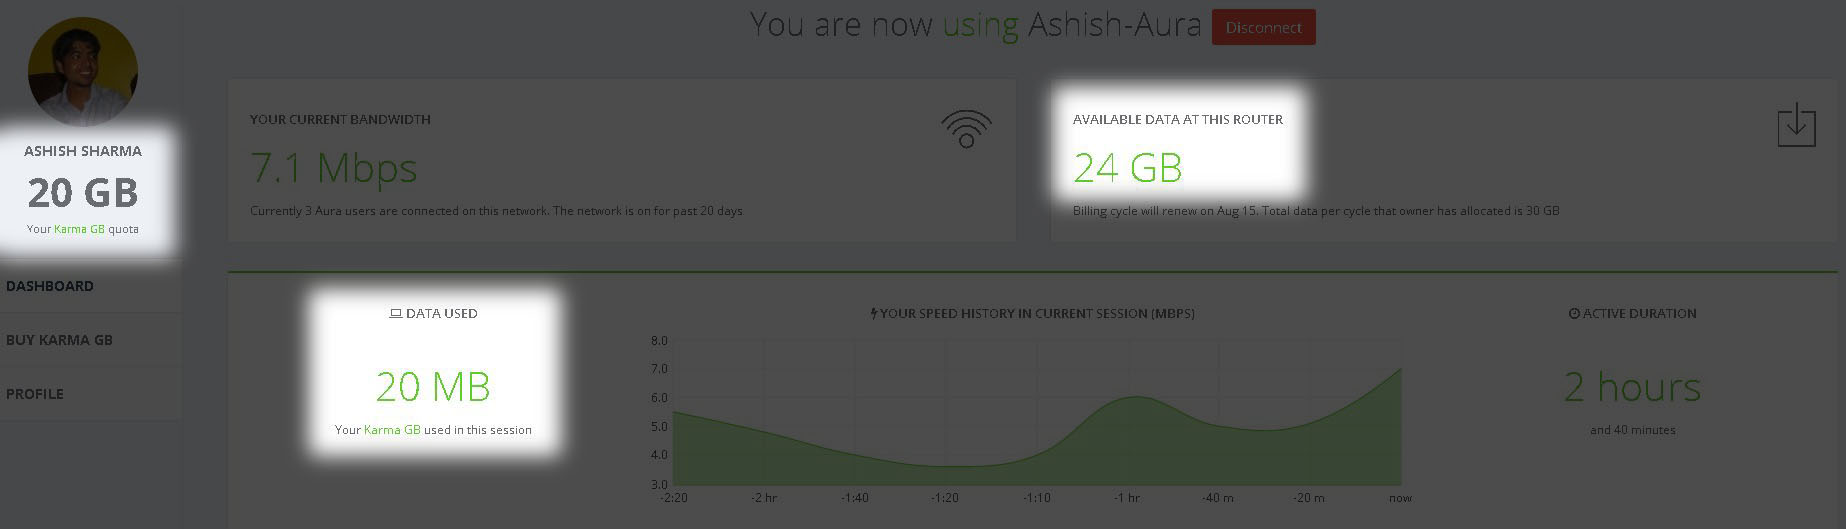 You are now using Ashish-Aura Disconnect
ASHISH SHARMA
20 GB
Your Karma GB quota
DASHBOARD
BUY KARMA GB
PROFILE
YOUR CURRENT BANDWIDTH
7.1 Mbps
Currently 3 Aura users are connected on this network. The network is on for past 20 days
AVAILABLE DATA AT THIS ROUTER
24 GB
Billing cycle will renew on Aug 15. Total data per cycle that owner has allocated is 30 GB
DATA USED
20 MB
Your Karma GB used in this session
YOUR SPEED HISTORY IN CURRENT SESSION (MBPS)
8.0
7.0
6.0
5.0
4.0
3.0
-2:20 -2 hr -1:40 -1:20 -1:10 -1 hr -40 m -20 m now
ACTIVE DURATION
2 hours
and 40 minutes